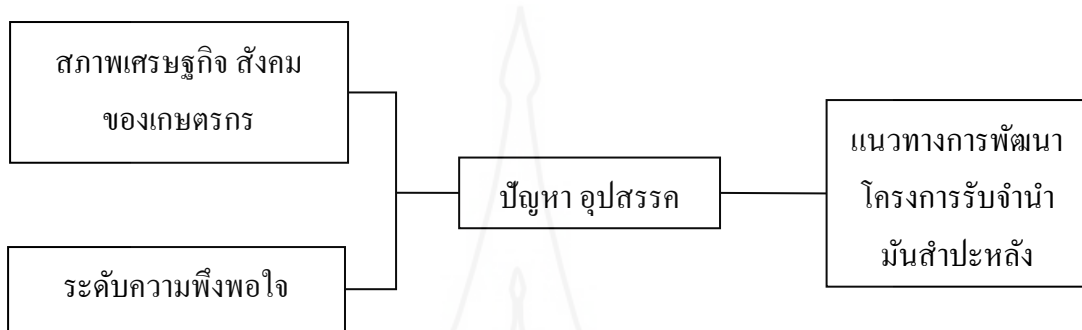 สภาพเศรษฐกิจ สังคม
ของเกษตรกร
ระดับความพึงพอใจ
ปัญหา อุปสรรค
แนวทางการพัฒนา
โครงการรับจำนำ
มันสำปะหลัง